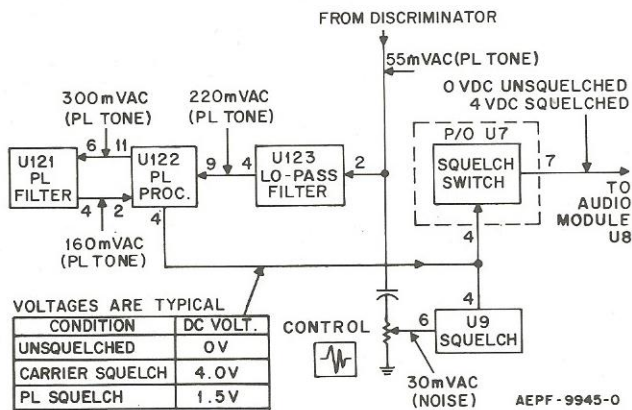 FROM DISCRIMINATOR
55mVAC(PL TONE)
0 VDC UNSQUELCHED
4 VDC SQUELCHED
300mVAC
(PL TONE)
220mVAC
(PL TONE)
P/O U7
SQUELCH
SWITCH
7
TO
AUDIO
MODULE
U8
4
U121
PL
FILTER
6
11
4
2
U122
PL
PROC.
4
9
4
U123
LO-PASS
FILTER
2
160mVAC
(PL TONE)
VOLTAGES ARE TYPICAL
CONDITION DC VOLT.
UNSQUELCHED 0V
CARRIER SQUELCH 4.0V
PL SQUELCH 1.5V
CONTROL
6
4
U9
SQUELCH
30mVAC
(NOISE)
AEPF-9945-O